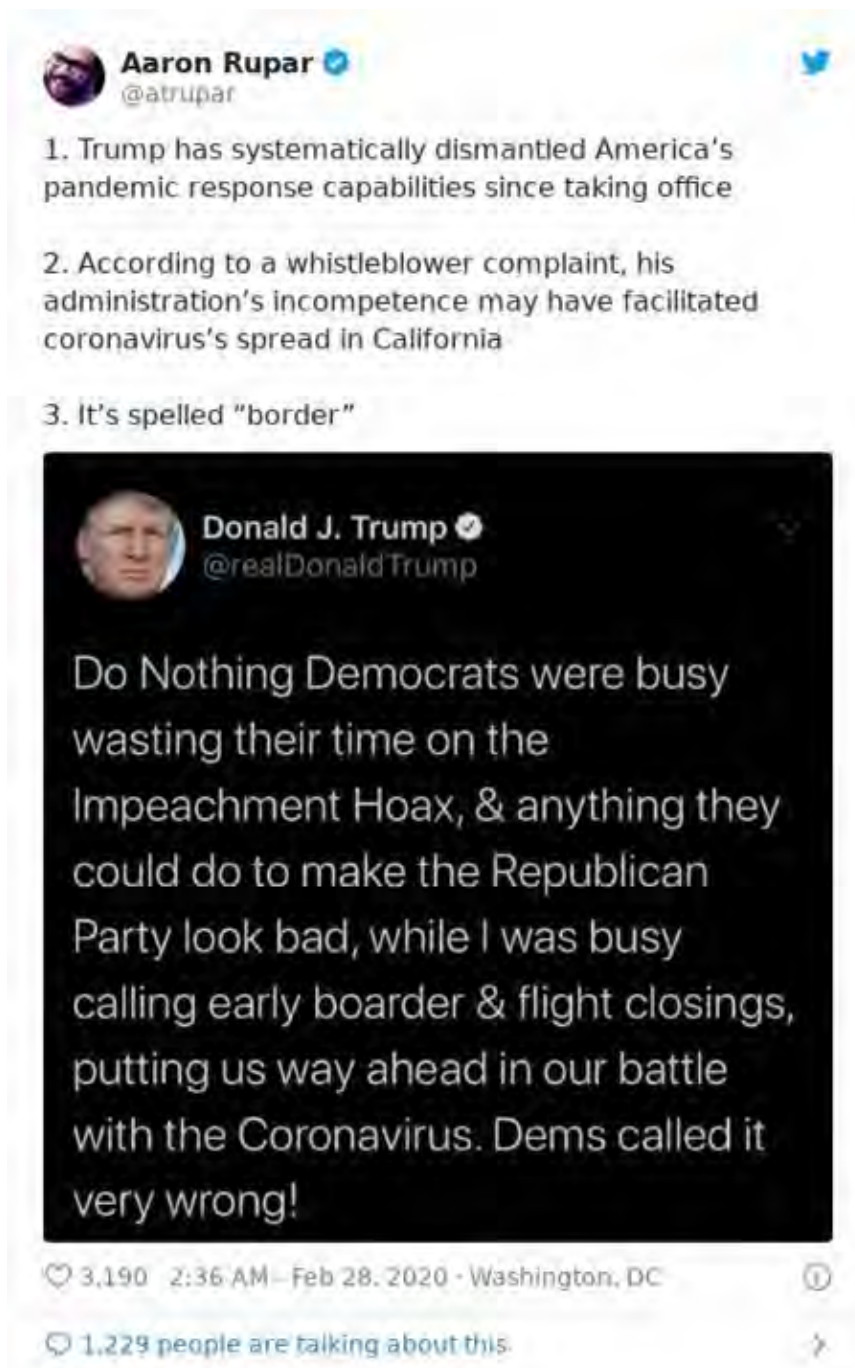 Aaron Rupar
@atrupar
1. Trump has systematically dismantled America's
pandemic response capabilities since taking office
2. According to a whistleblower complaint, his
administration's incompetence may have facilitated
coronavirus's spread in California
3. It's spelled “border”
Donald J. Trump
@realDonaldTrump
Do Nothing Democrats were busy
wasting their time on the
Impeachment Hoax, & anything they
could do to make the Republican
Party look bad, while I was busy
calling early boarder & flight closings,
putting us way ahead in our battle
with the Coronavirus. Dems called it
very wrong!
3,190 2:36 AM - Feb 28, 2020 · Washington, DC
1,229 people are talking about this